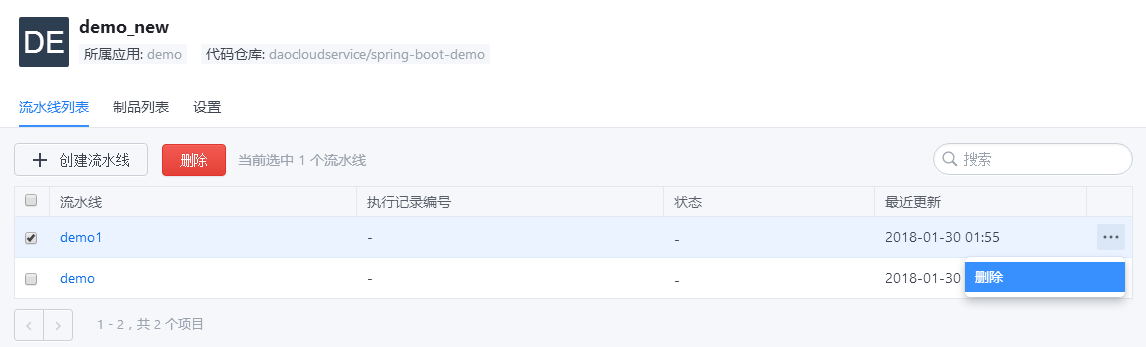 DE
demo_new
所属应用: demo 代码仓库: daocloudservice/spring-boot-demo
流水线列表 制品列表 设置
创建流水线 删除 当前选中 1 个流水线 搜索
流水线 执行记录编号 状态 最近更新
demo1 - - 2018-01-30 01:55
demo - - 2018-01-30
删除
1 - 2，共 2 个项目